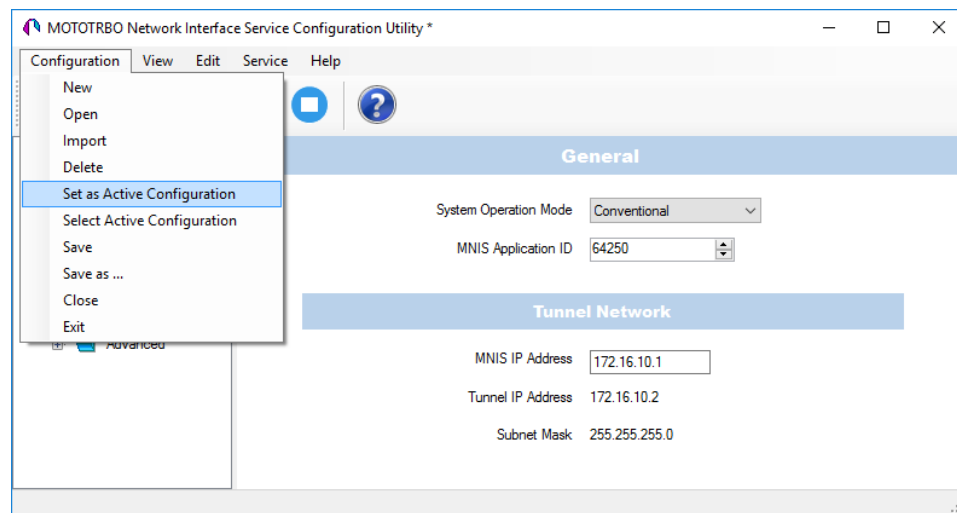 MOTOTRBO Network Interface Service Configuration Utility *
Configuration View Edit Service Help
New
Open
Import
Delete
Set as Active Configuration
Select Active Configuration
Save
Save as ...
Close
Exit
Advanced
General
System Operation Mode Conventional
MNIS Application ID 64250
Tunnel Network
MNIS IP Address 172.16.10.1
Tunnel IP Address 172.16.10.2
Subnet Mask 255.255.255.0